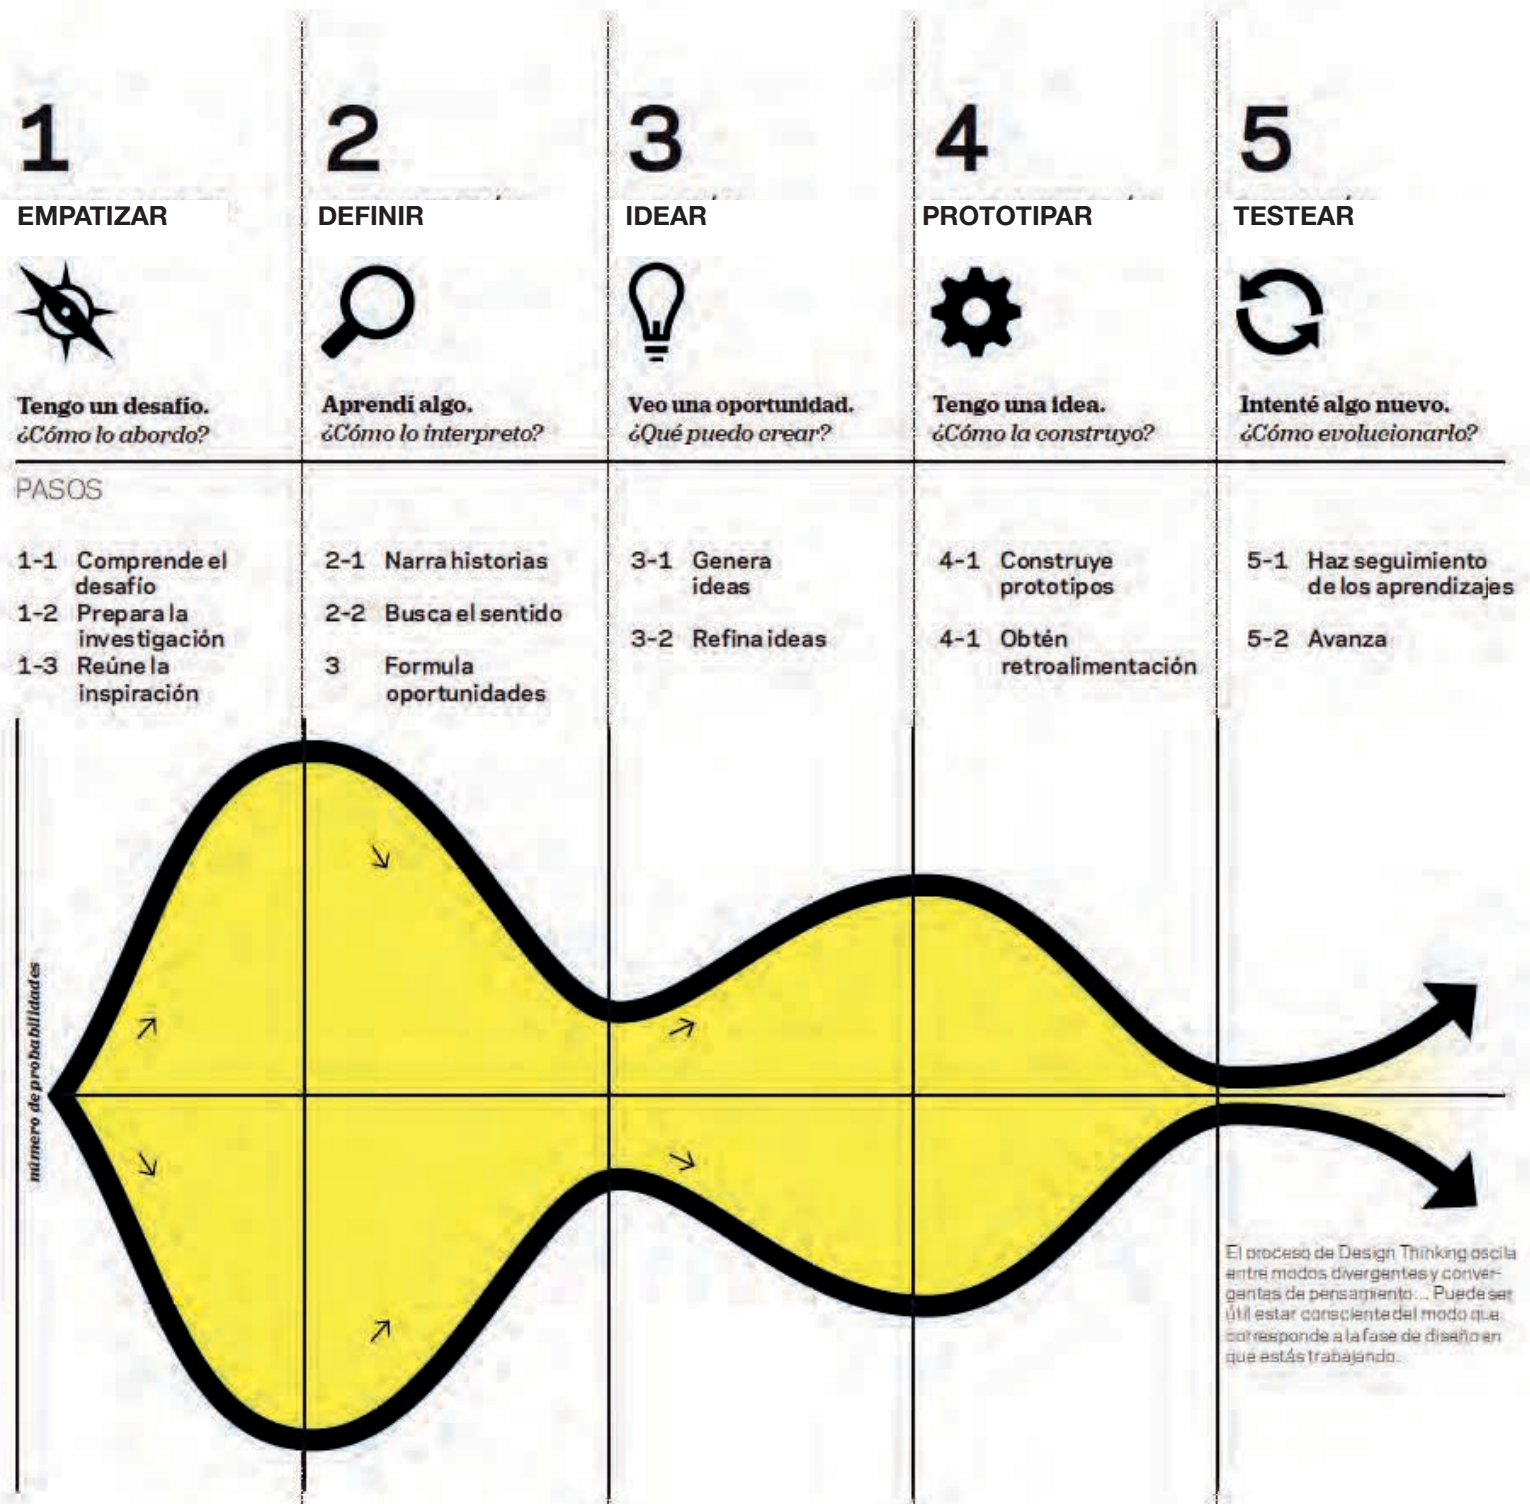 1
EMPATIZAR
Tengo un desafío.
¿Cómo lo abordo?
2
DEFINIR
Aprendí algo.
¿Cómo lo interpreto?
3
IDEAR
Veo una oportunidad.
¿Qué puedo crear?
4
PROTOTIPAR
Tengo una idea.
¿Cómo la construyo?
5
TESTEAR
Intenté algo nuevo.
¿Cómo evolucionarlo?
PASOS
1-1 Comprende el
desafío
1-2 Prepara la
investigación
1-3 Reúne la
inspiración
2-1 Narra historias
2-2 Busca el sentido
3 Formula
oportunidades
3-1 Genera
ideas
3-2 Refina ideas
4-1 Construye
prototipos
4-1 Obtén
retroalimentación
5-1 Haz seguimiento
de los aprendizajes
5-2 Avanza
número de probabilidades
El proceso de Design Thinking oscila
entre modos divergentes y conver-
gentes de pensamiento... Puede ser
útil estar consciente del modo que
corresponde a la fase de diseño en
que estás trabajando.